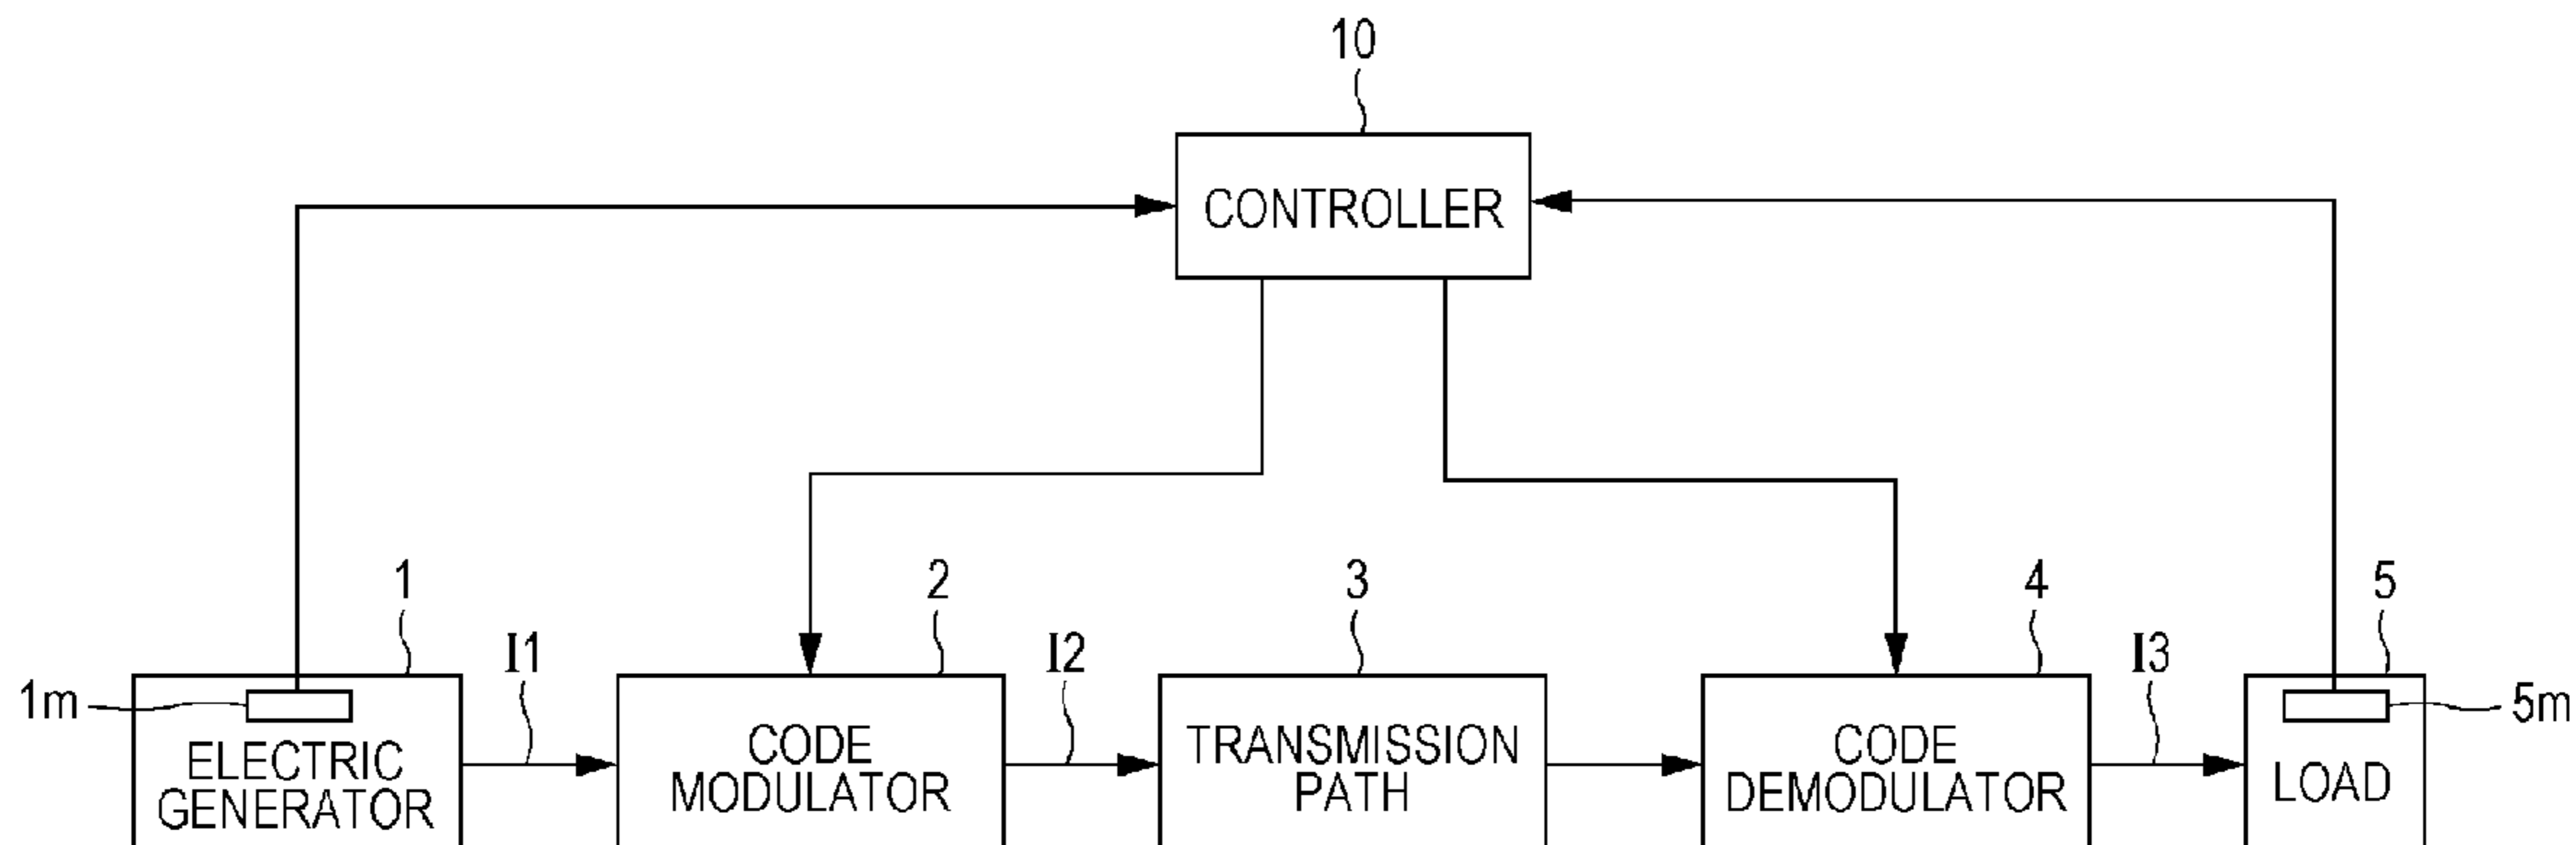 10
CONTROLLER
1
2
3
4
5
I1
I2
I3
1m
5m
ELECTRIC
GENERATOR
CODE
MODULATOR
TRANSMISSION
PATH
CODE
DEMODULATOR
LOAD